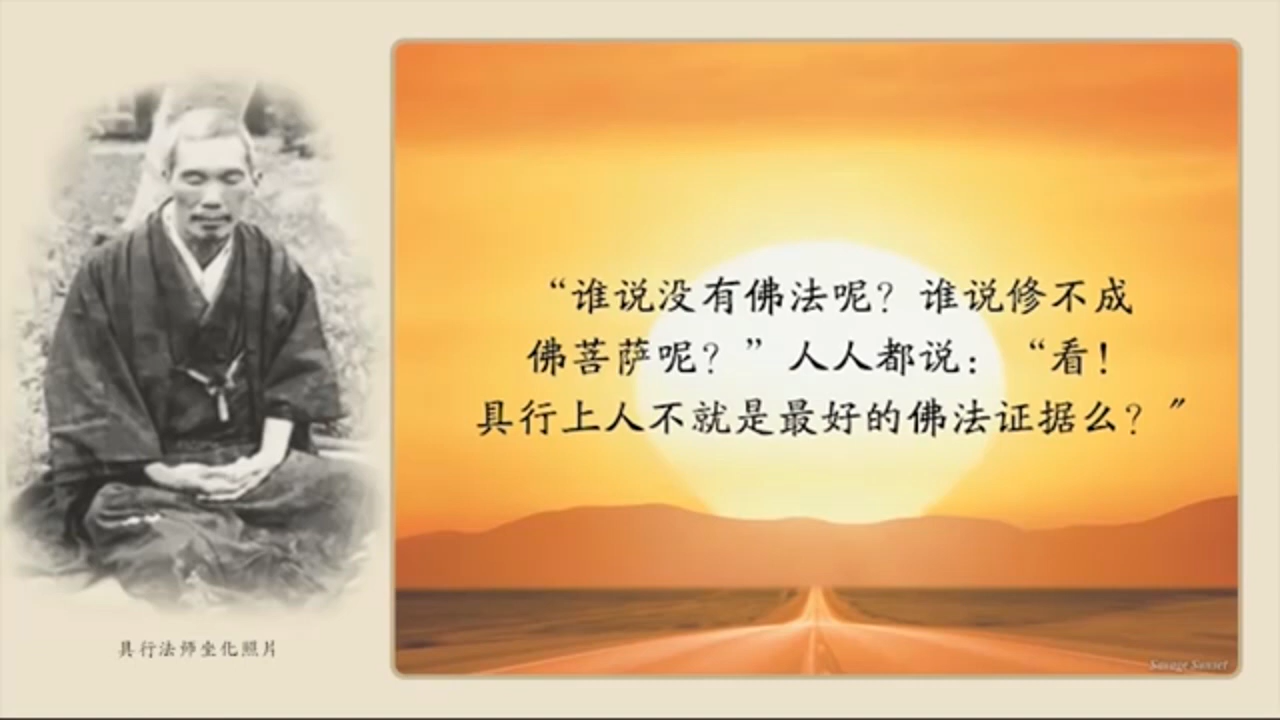 “谁说没有佛法呢？谁说修不成
佛菩萨呢？”人人都说：“看！
具行上人不就是最好的佛法证据么？”
具行法师坐化照片
Savage Sunset